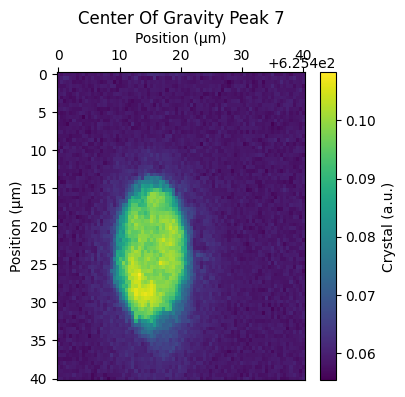 Center Of Gravity Peak 7
Position (μm)
0 10 20 30 40
+6.254e2
0
5
10
15
20
25
30
35
40
Position (μm)
0.10
0.09
0.08
0.07
0.06
Crystal (a.u.)